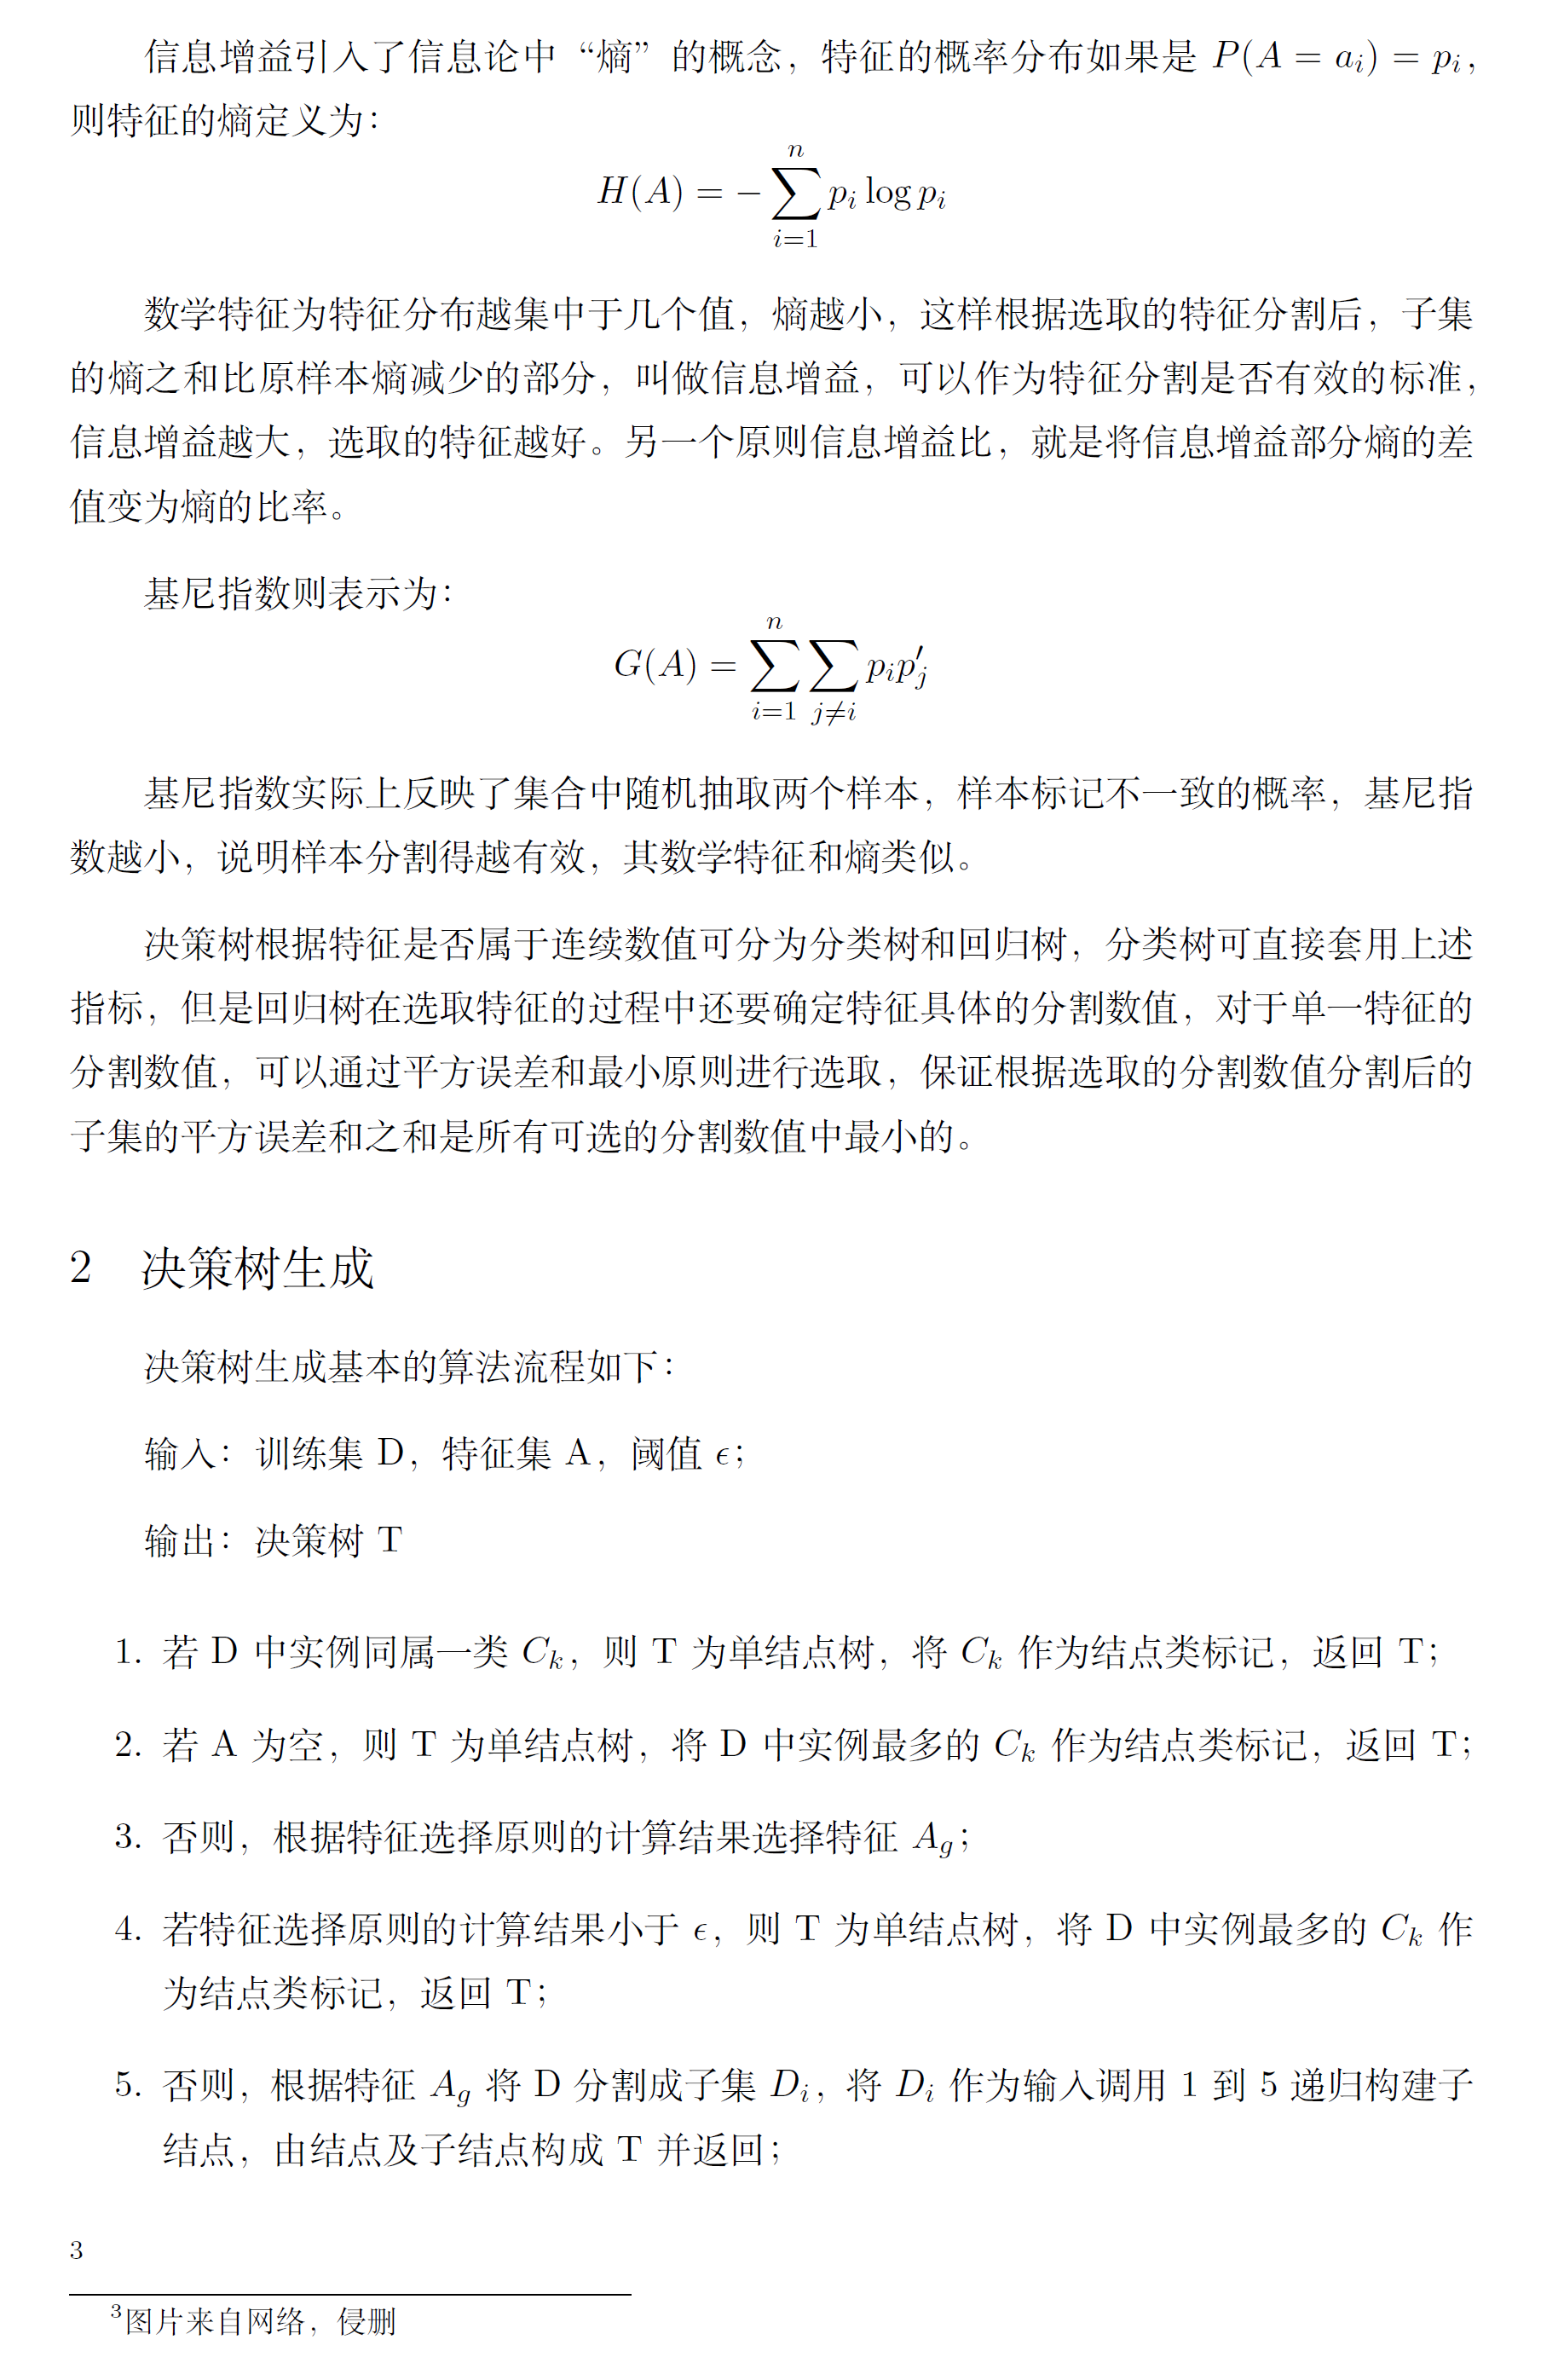 信息增益引入了信息论中“熵”的概念，特征的概率分布如果是 P(A = a_i) = p_i，
则特征的熵定义为：
H(A) = −∑_{i=1}^{n} p_i log p_i
数学特征为特征分布越集中于几个值，熵越小，这样根据选取的特征分割后，子集
的熵之和比原样本熵减少的部分，叫做信息增益，可以作为特征分割是否有效的标准，
信息增益越大，选取的特征越好。另一个原则信息增益比，就是将信息增益部分熵的差
值变为熵的比率。
基尼指数则表示为：
G(A) = ∑_{i=1}^{n} ∑_{j≠i} p_i p'_j
基尼指数实际上反映了集合中随机抽取两个样本，样本标记不一致的概率，基尼指
数越小，说明样本分割得越有效，其数学特征和熵类似。
决策树根据特征是否属于连续数值可分为分类树和回归树，分类树可直接套用上述
指标，但是回归树在选取特征的过程中还要确定特征具体的分割数值，对于单一特征的
分割数值，可以通过平方误差和最小原则进行选取，保证根据选取的分割数值分割后的
子集的平方误差和之和是所有可选的分割数值中最小的。
2 决策树生成
决策树生成基本的算法流程如下：
输入：训练集 D，特征集 A，阈值 ϵ；
输出：决策树 T
1. 若 D 中实例同属一类 C_k，则 T 为单结点树，将 C_k 作为结点类标记，返回 T；
2. 若 A 为空，则 T 为单结点树，将 D 中实例最多的 C_k 作为结点类标记，返回 T；
3. 否则，根据特征选择原则的计算结果选择特征 A_g；
4. 若特征选择原则的计算结果小于 ϵ，则 T 为单结点树，将 D 中实例最多的 C_k 作
为结点类标记，返回 T；
5. 否则，根据特征 A_g 将 D 分割成子集 D_i，将 D_i 作为输入调用 1 到 5 递归构建子
结点，由结点及子结点构成 T 并返回；
3
3图片来自网络，侵删